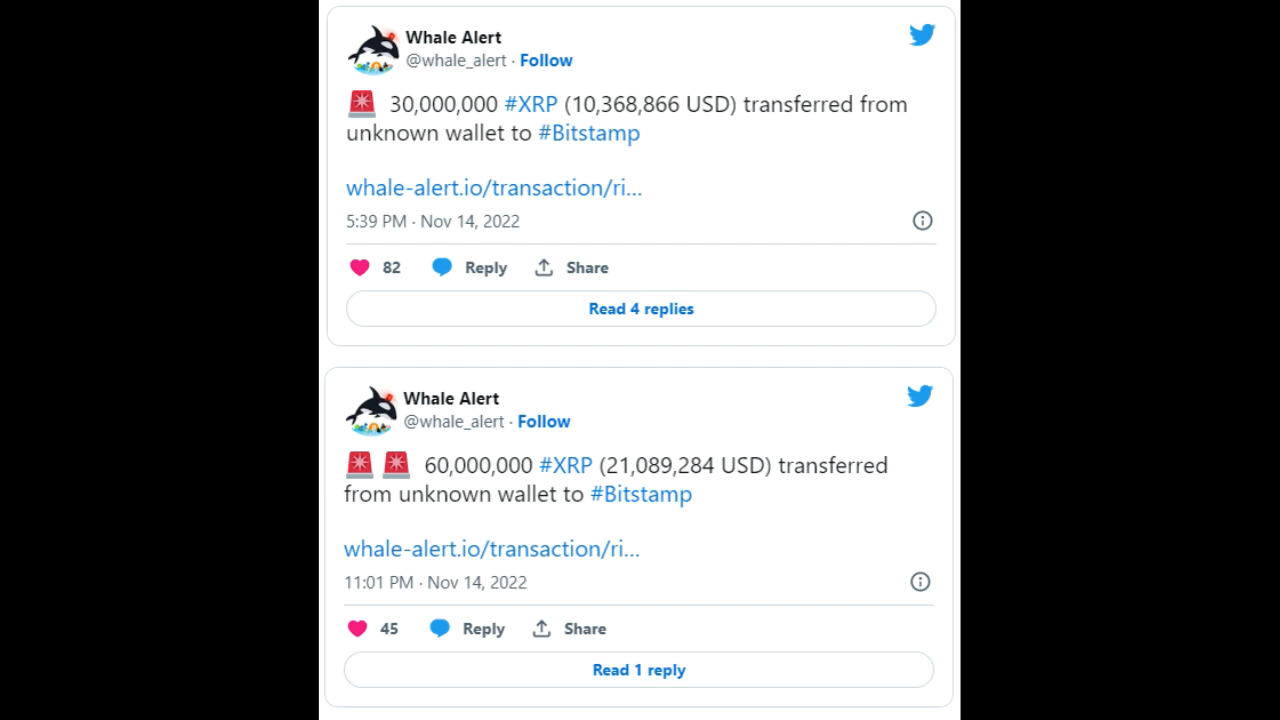 Whale Alert
@whale_alert · Follow
🚨 30,000,000 #XRP (10,368,866 USD) transferred from
unknown wallet to #Bitstamp
whale-alert.io/transaction/ri...
5:39 PM · Nov 14, 2022
82 Reply Share
Read 4 replies
Whale Alert
@whale_alert · Follow
🚨 🚨 60,000,000 #XRP (21,089,284 USD) transferred
from unknown wallet to #Bitstamp
whale-alert.io/transaction/ri...
11:01 PM · Nov 14, 2022
45 Reply Share
Read 1 reply